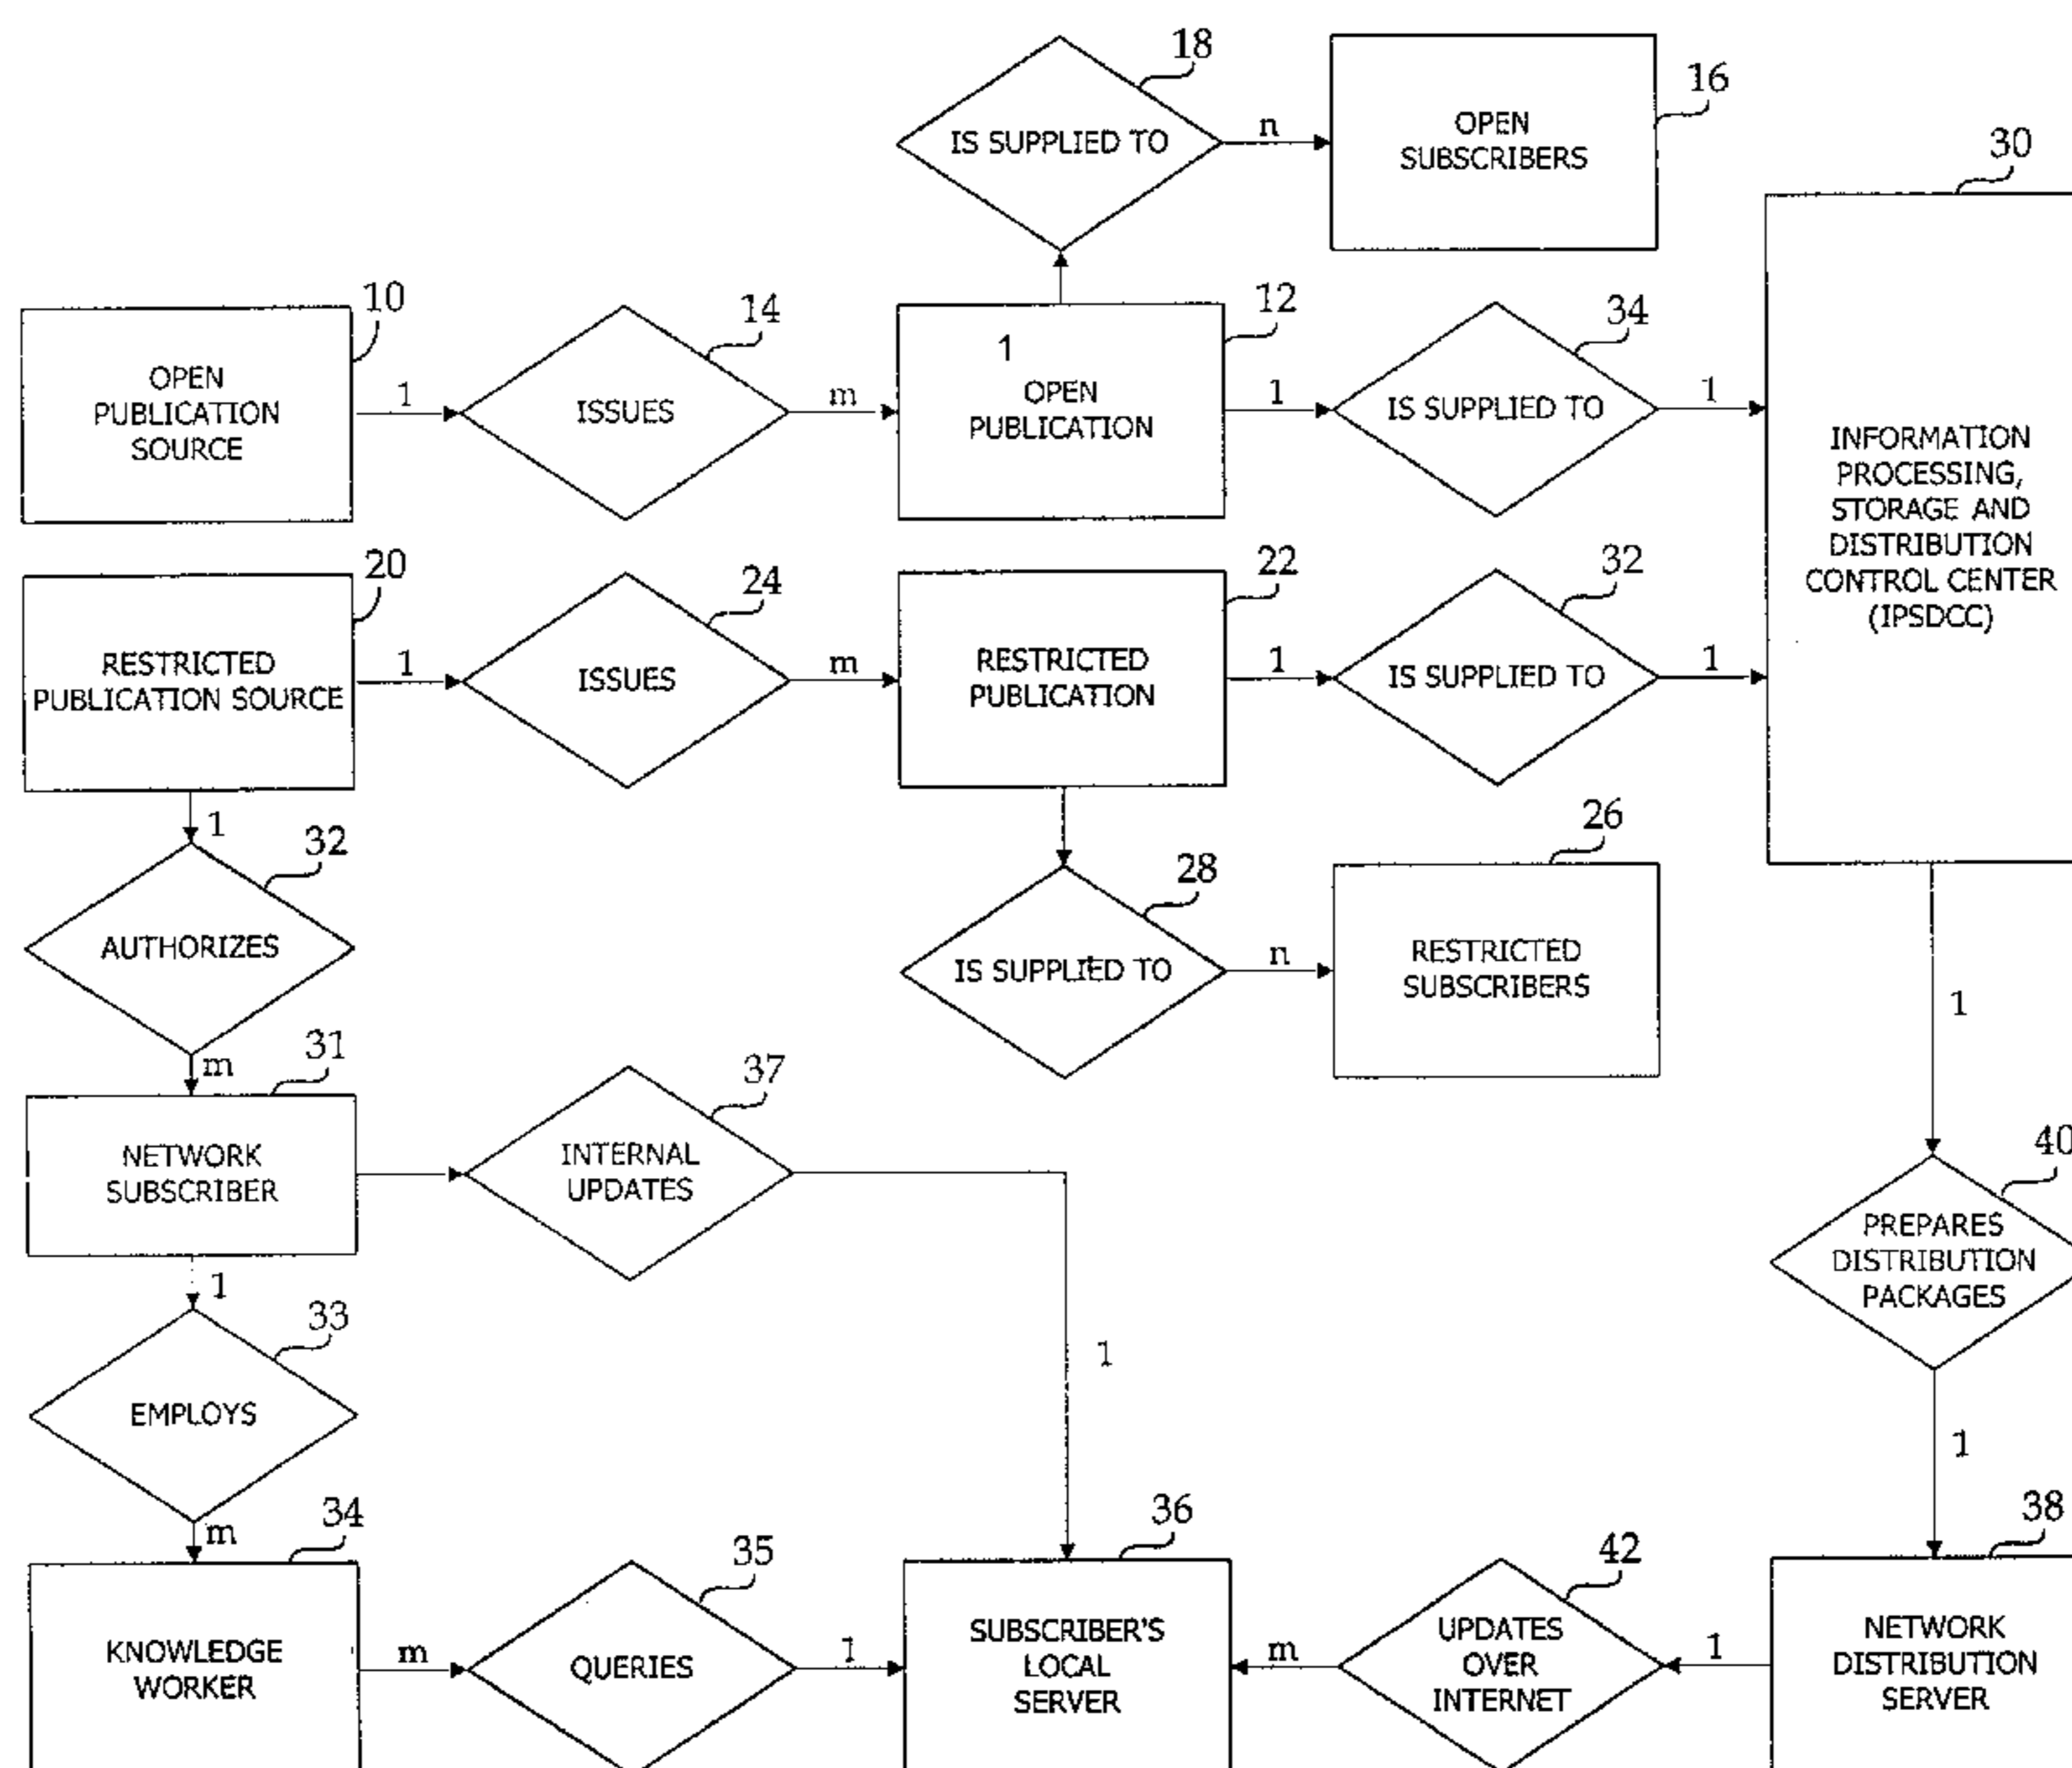 18
IS SUPPLIED TO
n
OPEN
SUBSCRIBERS
16
30
10
OPEN
PUBLICATION
SOURCE
1
14
ISSUES
m
12
1
OPEN
PUBLICATION
1
34
IS SUPPLIED TO
1
INFORMATION
PROCESSING,
STORAGE AND
DISTRIBUTION
CONTROL CENTER
(IPSDCC)
20
RESTRICTED
PUBLICATION SOURCE
1
24
ISSUES
m
22
RESTRICTED
PUBLICATION
1
32
IS SUPPLIED TO
1
1
32
AUTHORIZES
m
28
IS SUPPLIED TO
n
26
RESTRICTED
SUBSCRIBERS
1
31
NETWORK
SUBSCRIBER
37
INTERNAL
UPDATES
1
40
PREPARES
DISTRIBUTION
PACKAGES
1
1
33
EMPLOYS
m
34
KNOWLEDGE
WORKER
m
35
QUERIES
1
36
SUBSCRIBER'S
LOCAL
SERVER
m
42
UPDATES
OVER
INTERNET
1
38
NETWORK
DISTRIBUTION
SERVER